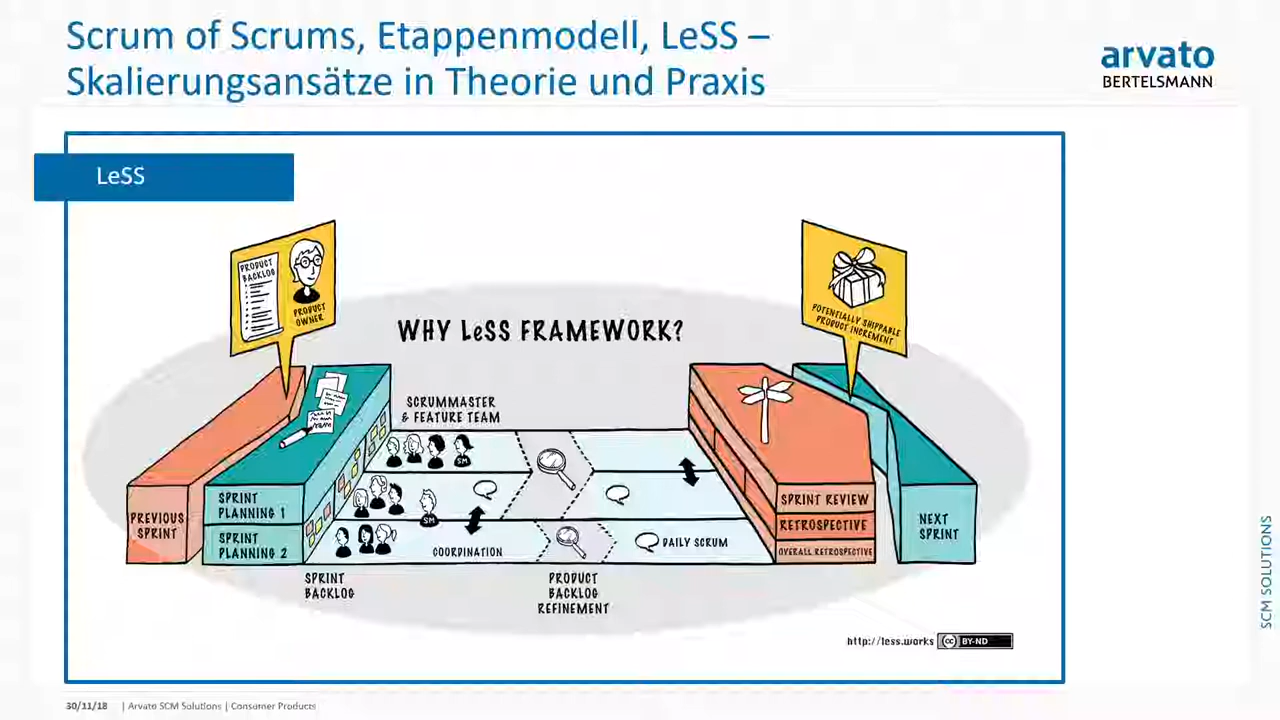 Scrum of Scrums, Etappenmodell, LeSS –
Skalierungsansätze in Theorie und Praxis
arvato
BERTELSMANN
LeSS
PRODUCT
BACKLOG
PRODUCT
OWNER
POTENTIALLY SHIPPABLE
PRODUCT INCREMENT
WHY LeSS FRAMEWORK?
SCRUMMASTER
& FEATURE TEAM
SM
SM
PREVIOUS
SPRINT
SPRINT
PLANNING 1
SPRINT
PLANNING 2
COORDINATION
DAILY SCRUM
SPRINT REVIEW
RETROSPECTIVE
OVERALL RETROSPECTIVE
NEXT
SPRINT
SPRINT
BACKLOG
PRODUCT
BACKLOG
REFINEMENT
http://less.works
cc BY-ND
SCM SOLUTIONS
30/11/18 | Arvato SCM Solutions | Consumer Products